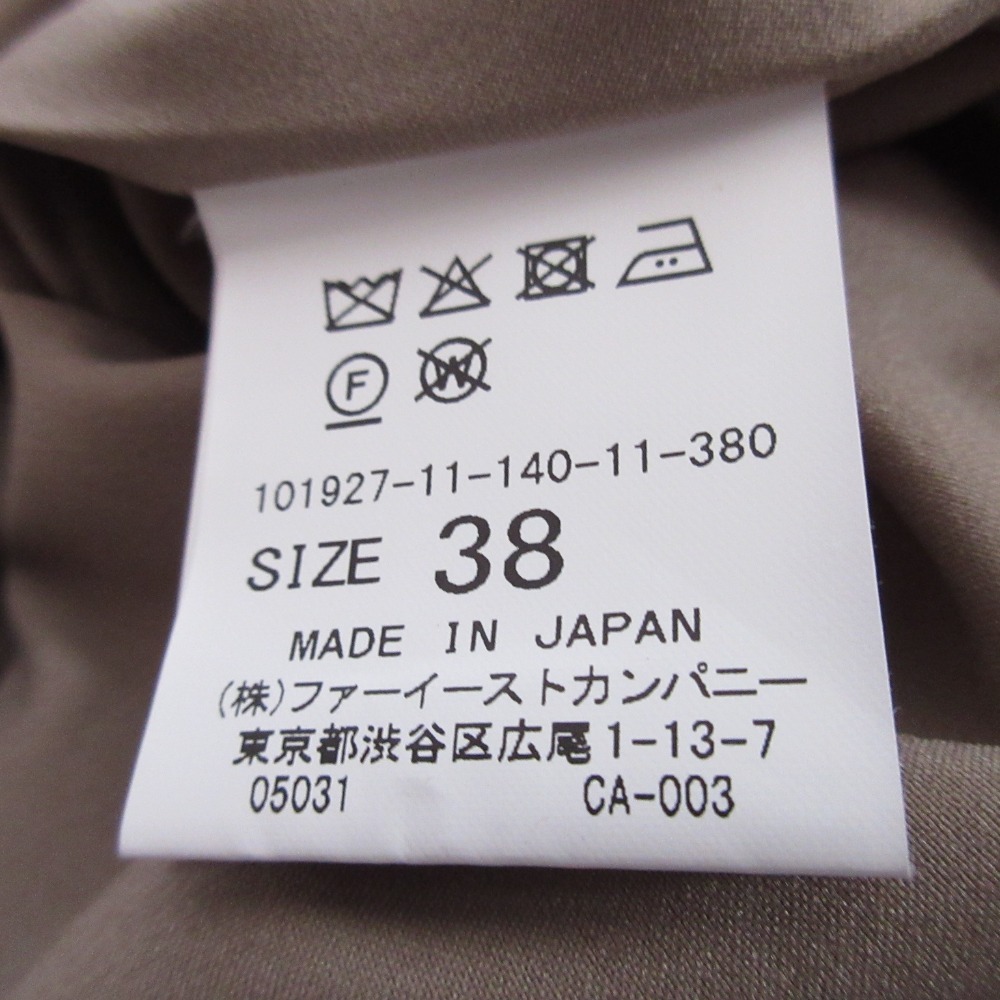 F W
101927-11-140-11-380
SIZE 38
MADE IN JAPAN
(株)ファーイーストカンパニー
東京都渋谷区広尾1-13-7
05031 CA-003